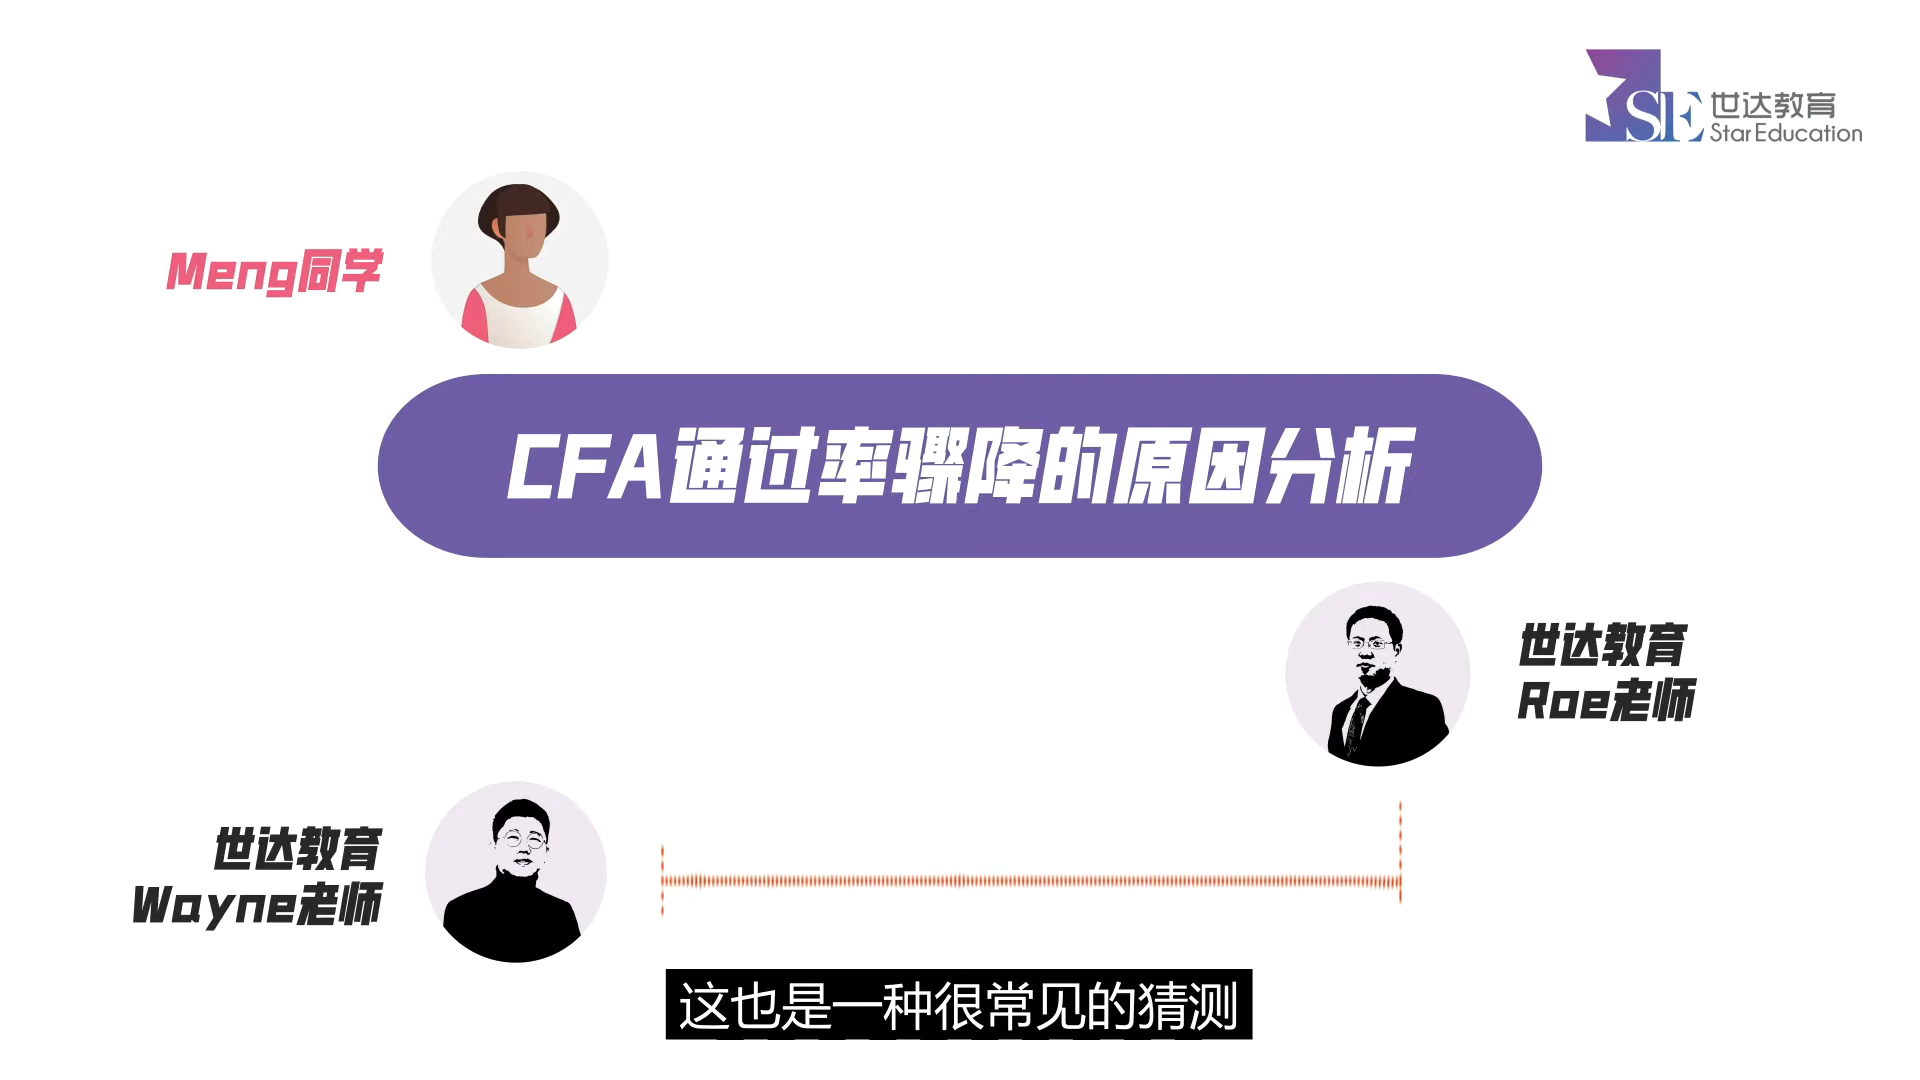 世达教育
Star Education
Meng同学
CFA通过率骤降的原因分析
世达教育
Roe老师
世达教育
Wayne老师
这也是一种很常见的猜测